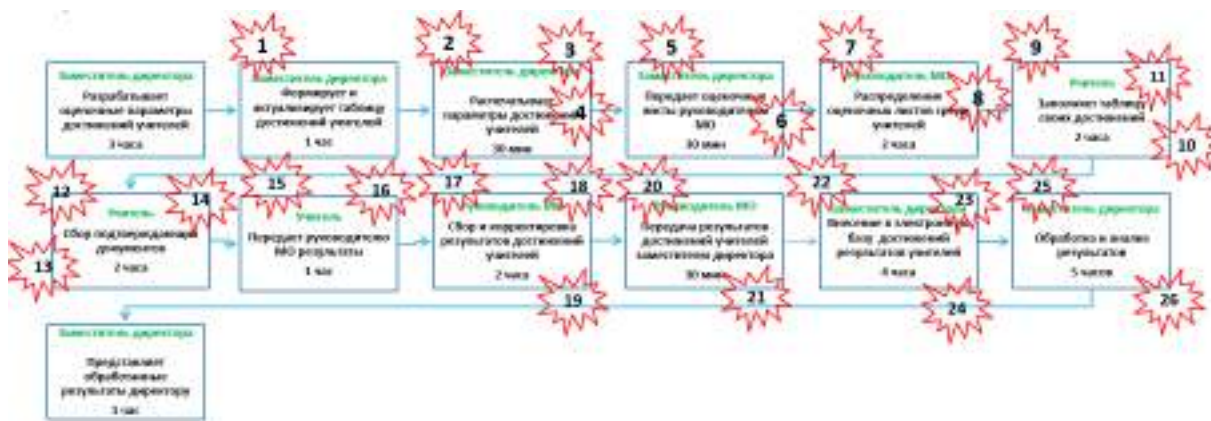 1
2
3
5
7
9
Заместитель директора
Разрабатывает
оценочные параметры
достижений учителей
3 часа
Заместитель директора
Формирует и
актуализирует таблицу
достижений учителей
1 час
Заместитель директора
Распечатывает
параметры достижений
учителей
30 мин
4
Заместитель директора
Передает оценочные
листы руководителям
МО
30 мин
6
Руководитель МО
Распределение
оценочных листов среди
учителей
2 часа
8
Учитель
Заполняет таблицу
своих достижений
2 часа
11
10
12
14
15
16
17
18
20
22
23
25
Учитель
Сбор подтверждающих
документов
2 часа
13
Учитель
Передает руководителю
МО результаты
1 час
Руководитель МО
Сбор и корректировка
результатов достижений
учителей
2 часа
19
Руководитель МО
Передача результатов
достижений учителей
заместителем директора
30 мин
21
Заместитель директора
Внесение в электронную
базу достижений
результатов учителей
4 часа
24
Заместитель директора
Обработка и анализ
результатов
5 часов
26
Заместитель директора
Представляет
обработанные
результаты директору
час